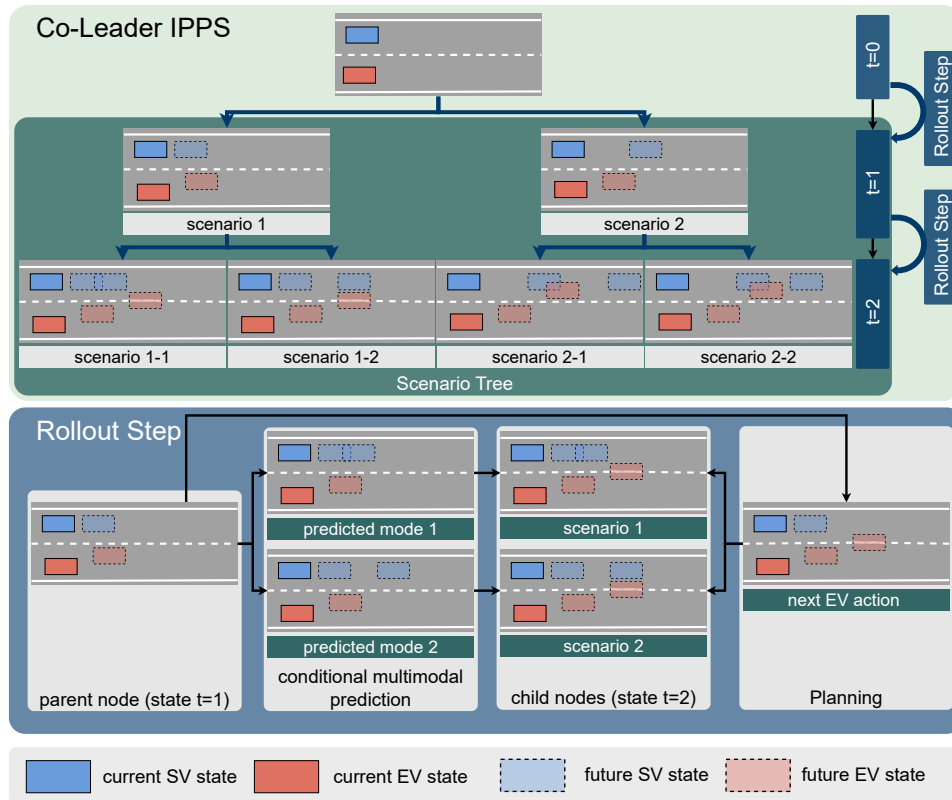 Co-Leader IPPS
t=0
Rollout Step
t=1
scenario 1
scenario 2
Rollout Step
t=2
scenario 1-1
scenario 1-2
scenario 2-1
scenario 2-2
Scenario Tree
Rollout Step
predicted mode 1
scenario 1
next EV action
predicted mode 2
scenario 2
parent node (state t=1)
conditional multimodal
prediction
child nodes (state t=2)
Planning
current SV state
current EV state
future SV state
future EV state